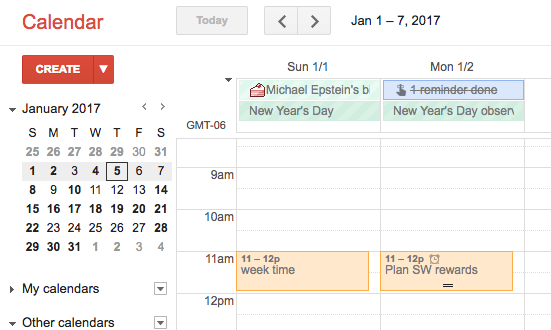 Calendar
Today
Jan 1 – 7, 2017
CREATE
January 2017
S M T W T F S
25 26 27 28 29 30 31
1 2 3 4 5 6 7
8 9 10 11 12 13 14
15 16 17 18 19 20 21
22 23 24 25 26 27 28
29 30 31 1 2 3 4
My calendars
Other calendars
Sun 1/1
Mon 1/2
GMT-06
Michael Epstein's b
1 reminder done
New Year's Day
New Year's Day observ
9am
10am
11am
12pm
11 – 12p
week time
11 – 12p
Plan SW rewards